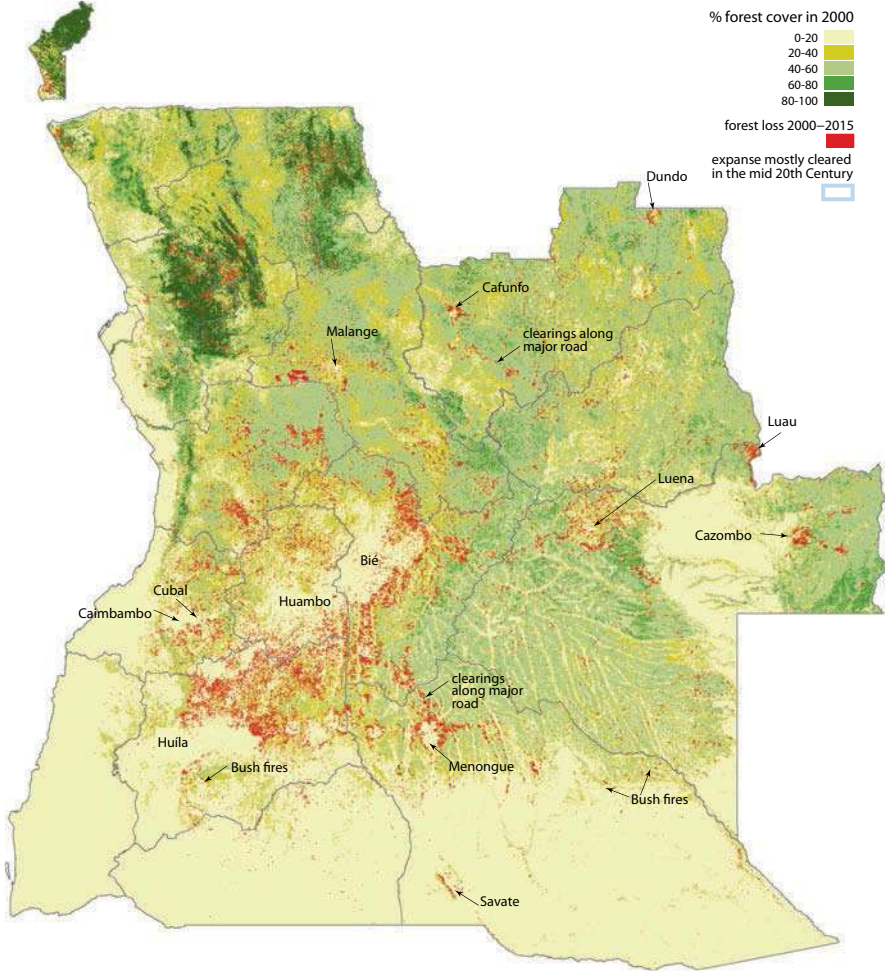 % forest cover in 2000
0-20
20-40
40-60
60-80
80-100
forest loss 2000–2015
expanse mostly cleared
in the mid 20th Century
Dundo
Cafunfo
clearings along
major road
Malange
Luau
Luena
Cazombo
Bié
Huambo
Cubal
Caimbambo
clearings
along major
road
Huíla
Bush fires
Menongue
Bush fires
Savate